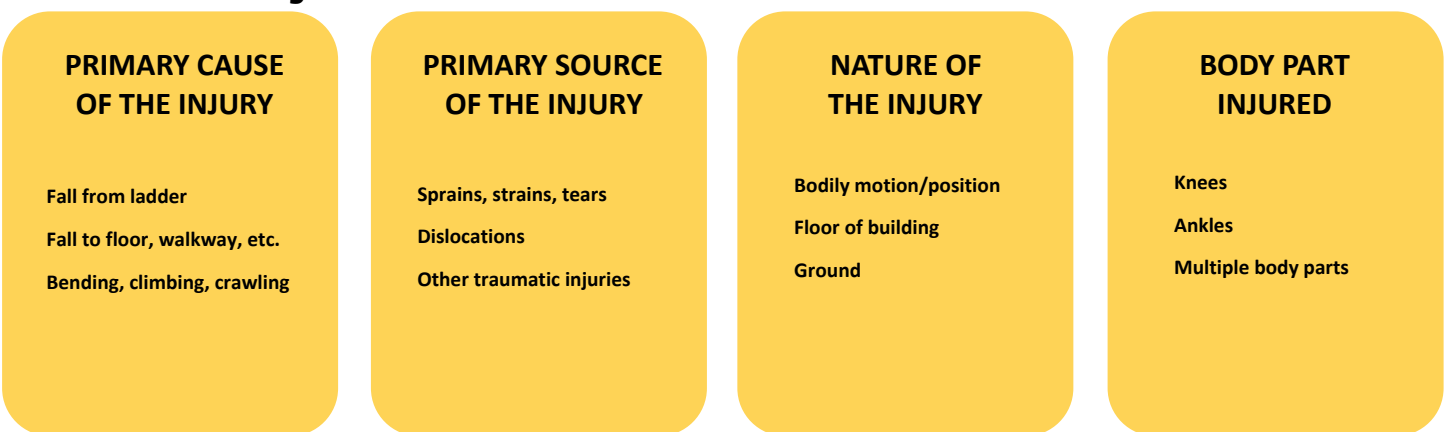 PRIMARY CAUSE
OF THE INJURY
Fall from ladder
Fall to floor, walkway, etc.
Bending, climbing, crawling
PRIMARY SOURCE
OF THE INJURY
Sprains, strains, tears
Dislocations
Other traumatic injuries
NATURE OF
THE INJURY
Bodily motion/position
Floor of building
Ground
BODY PART
INJURED
Knees
Ankles
Multiple body parts